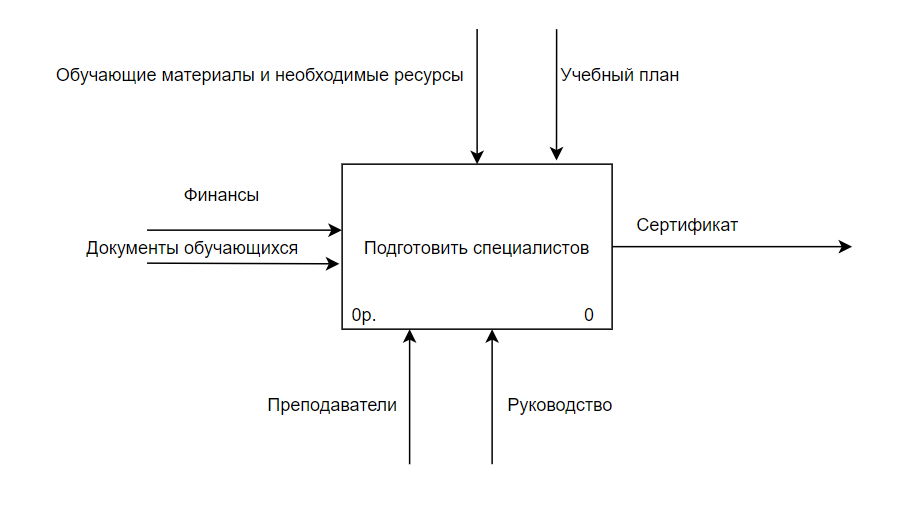 Обучающие материалы и необходимые ресурсы
Учебный план
Финансы
Документы обучающихся
Подготовить специалистов
Сертификат
0р.
0
Преподаватели
Руководство